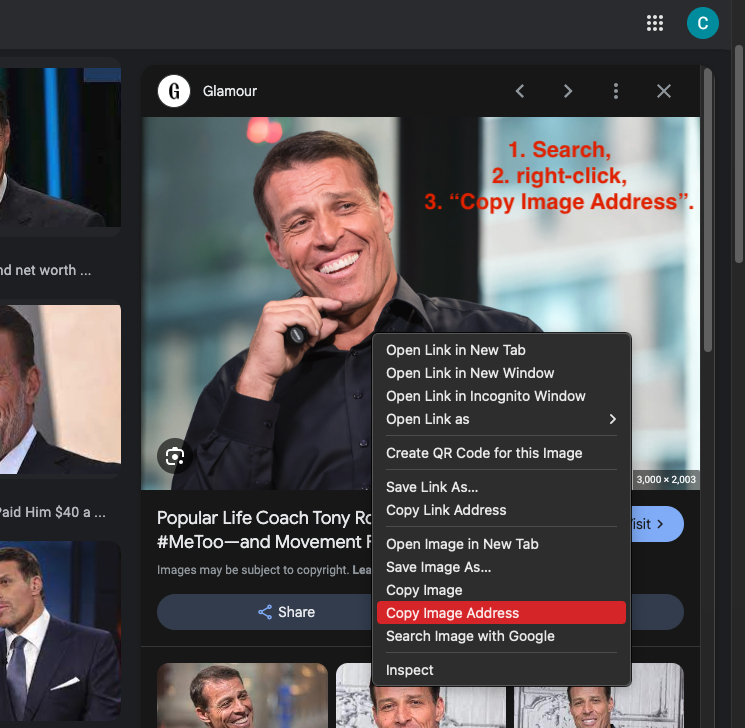 C
G
Glamour
1. Search,
2. right-click,
3. “Copy Image Address”.
nd net worth ...
Paid Him $40 a ...
3,000 × 2,003
Popular Life Coach Tony Ro
#MeToo—and Movement F
Images may be subject to copyright. Lea
isit
Share
Open Link in New Tab
Open Link in New Window
Open Link in Incognito Window
Open Link as
Create QR Code for this Image
Save Link As...
Copy Link Address
Open Image in New Tab
Save Image As...
Copy Image
Copy Image Address
Search Image with Google
Inspect